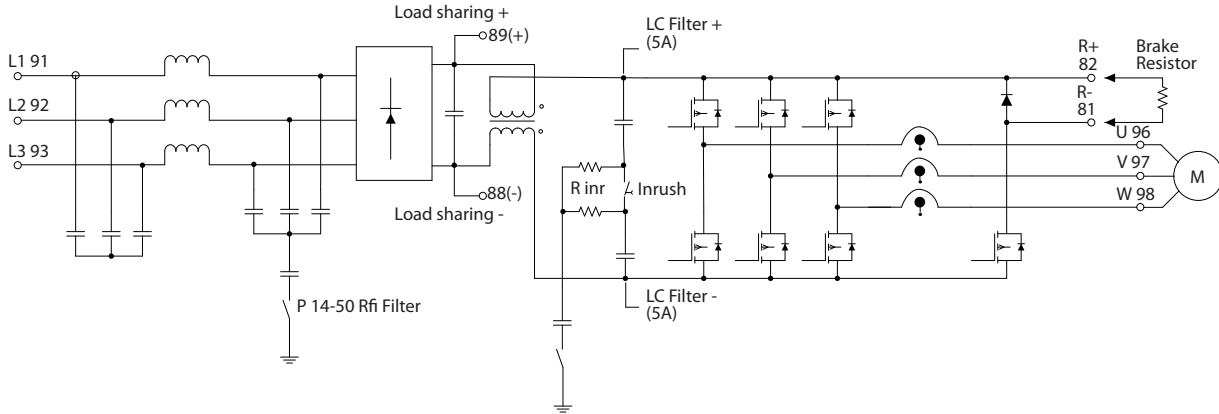 Load sharing +
89(+)
LC Filter +
(5A)
R+
82
Brake
Resistor
L1 91
R-
81
L2 92
U 96
L3 93
R inr
Inrush
V 97
M
88(-)
W 98
Load sharing -
LC Filter -
(5A)
P 14-50 Rfi Filter